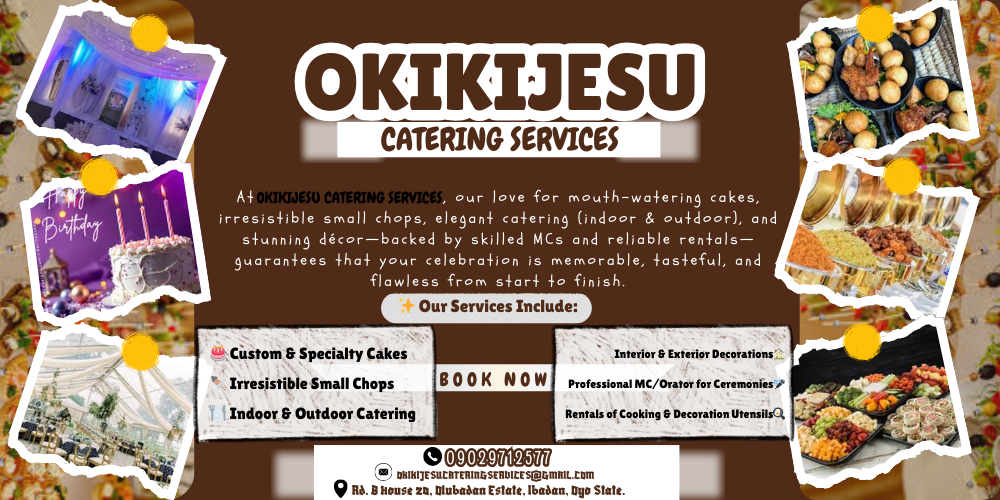 OKIKIJESU
CATERING SERVICES
At OKIKIJESU CATERING SERVICES, our love for mouth-watering cakes,
irresistible small chops, elegant catering (indoor & outdoor), and
stunning décor—backed by skilled MCs and reliable rentals—
guarantees that your celebration is memorable, tasteful, and
flawless from start to finish.
✨ Our Services Include:
🎂 Custom & Specialty Cakes
Irresistible Small Chops
🍴 Indoor & Outdoor Catering
BOOK NOW
Interior & Exterior Decorations
Professional MC/Orator for Ceremonies🎤
Rentals of Cooking & Decoration Utensils🔍
09029712577
OKIKIJESUCATERINGSERVICES@GMAIL.COM
Rd. 8 House 20, Olubadan Estate, Ibadan, Oyo State.
Happy
Birthday